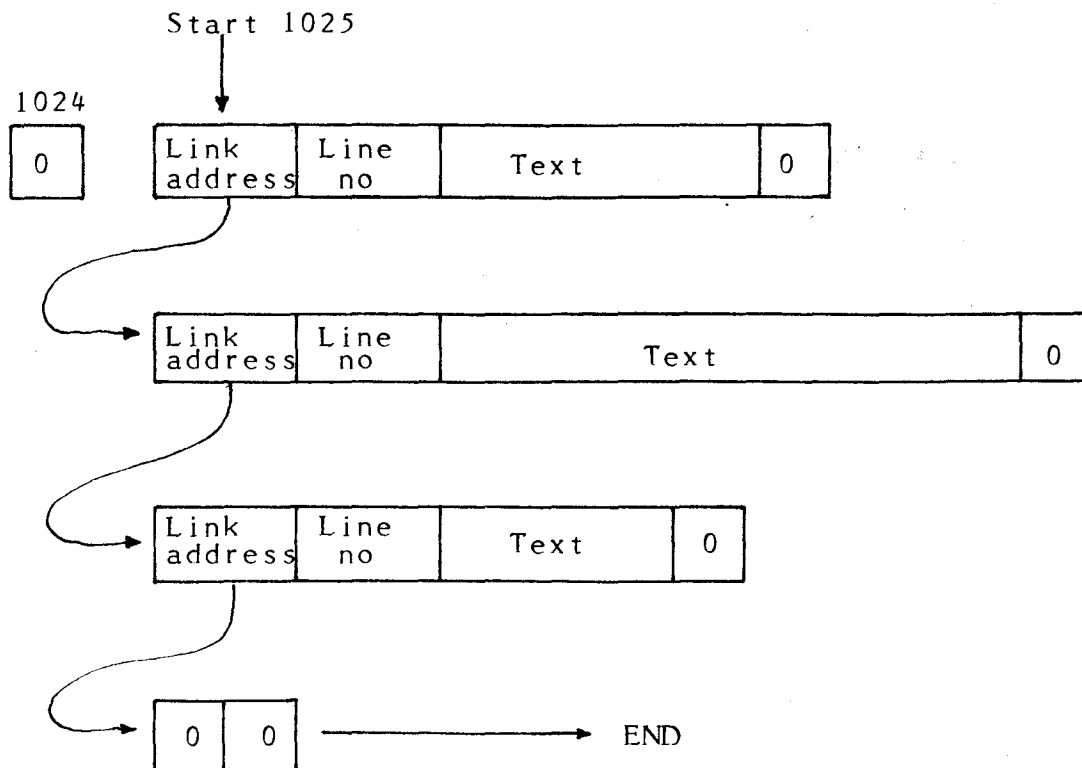 Start 1025
1024
0
Link address
Line no
Text
0
Link address
Line no
Text
0
Link address
Line no
Text
0
0 0
END